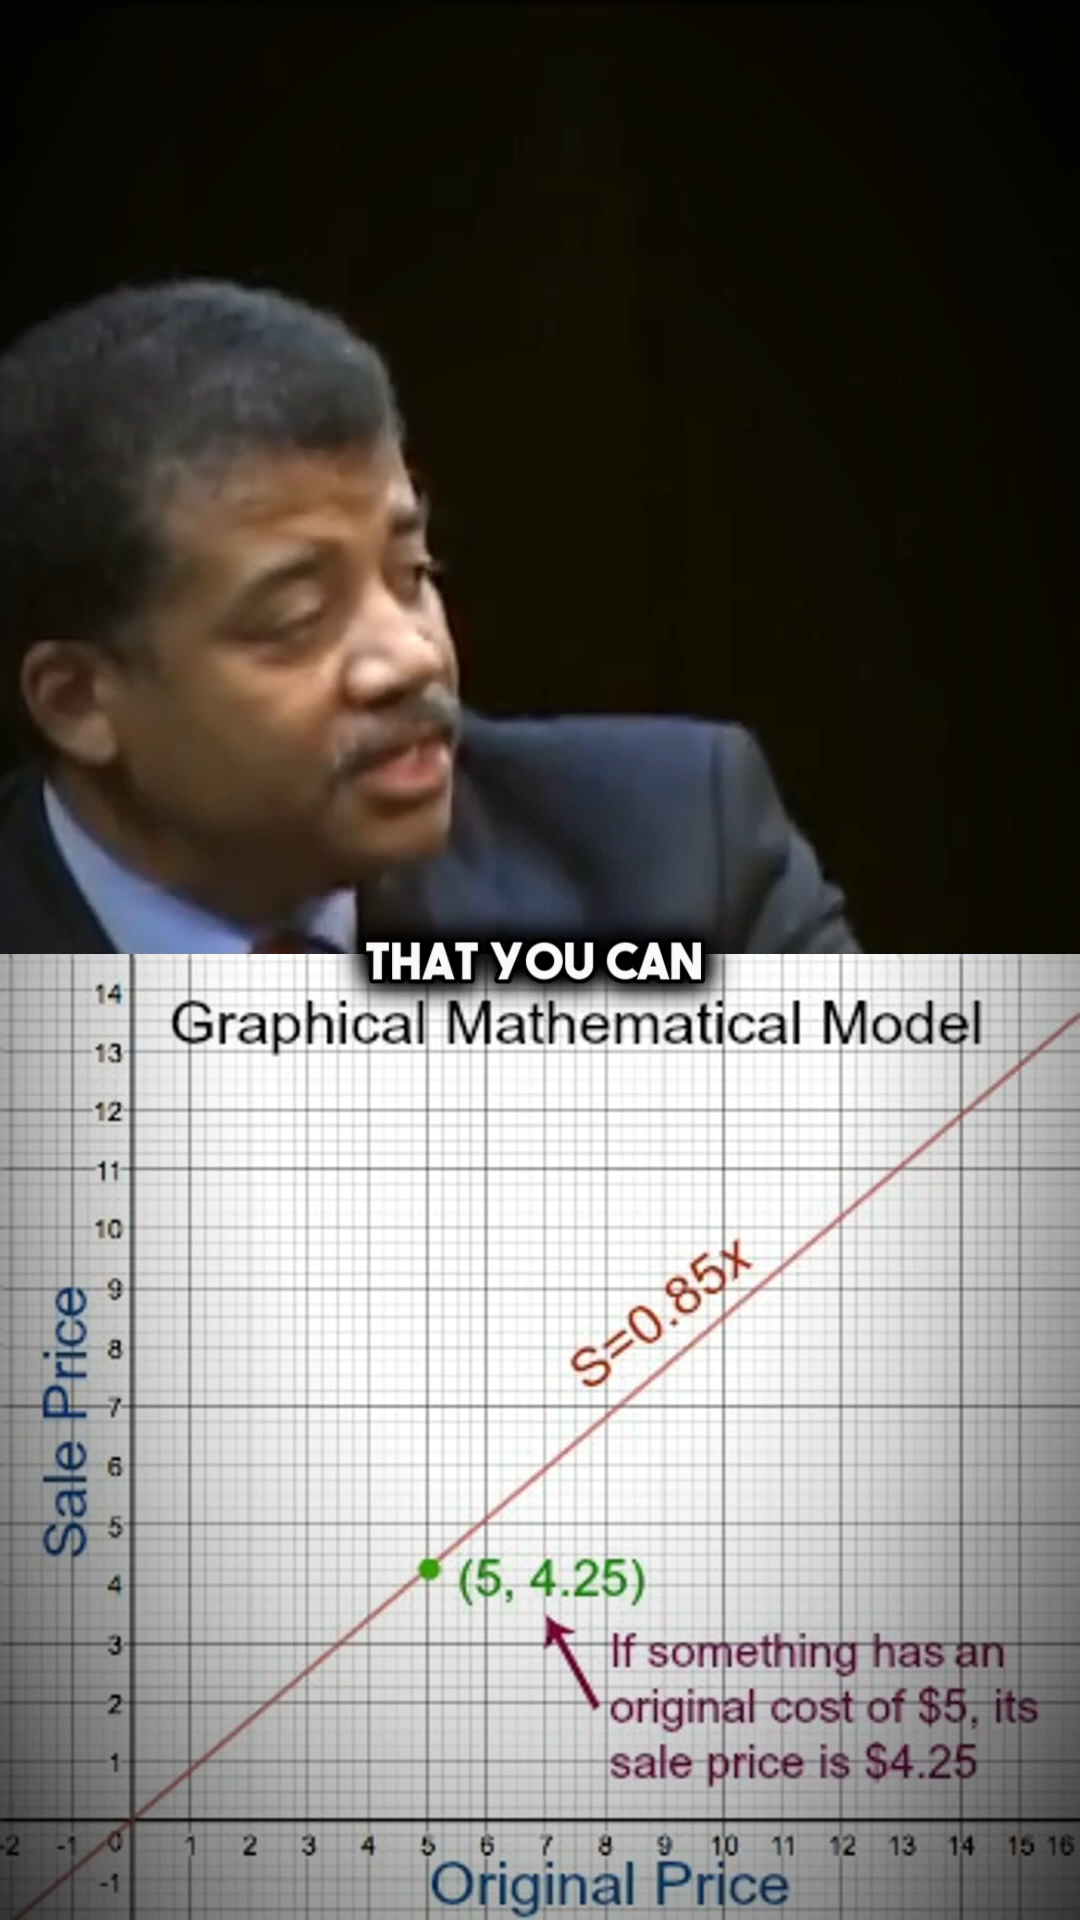 THAT YOU CAN
Graphical Mathematical Model
14
13
12
11
10
9
8
7
6
5
4
3
2
1
Sale Price
S=0.85x
(5, 4.25)
If something has an
original cost of $5, its
sale price is $4.25
-2 -1 0 1 2 3 4 5 6 7 8 9 10 11 12 13 14 15 16
-1
Original Price